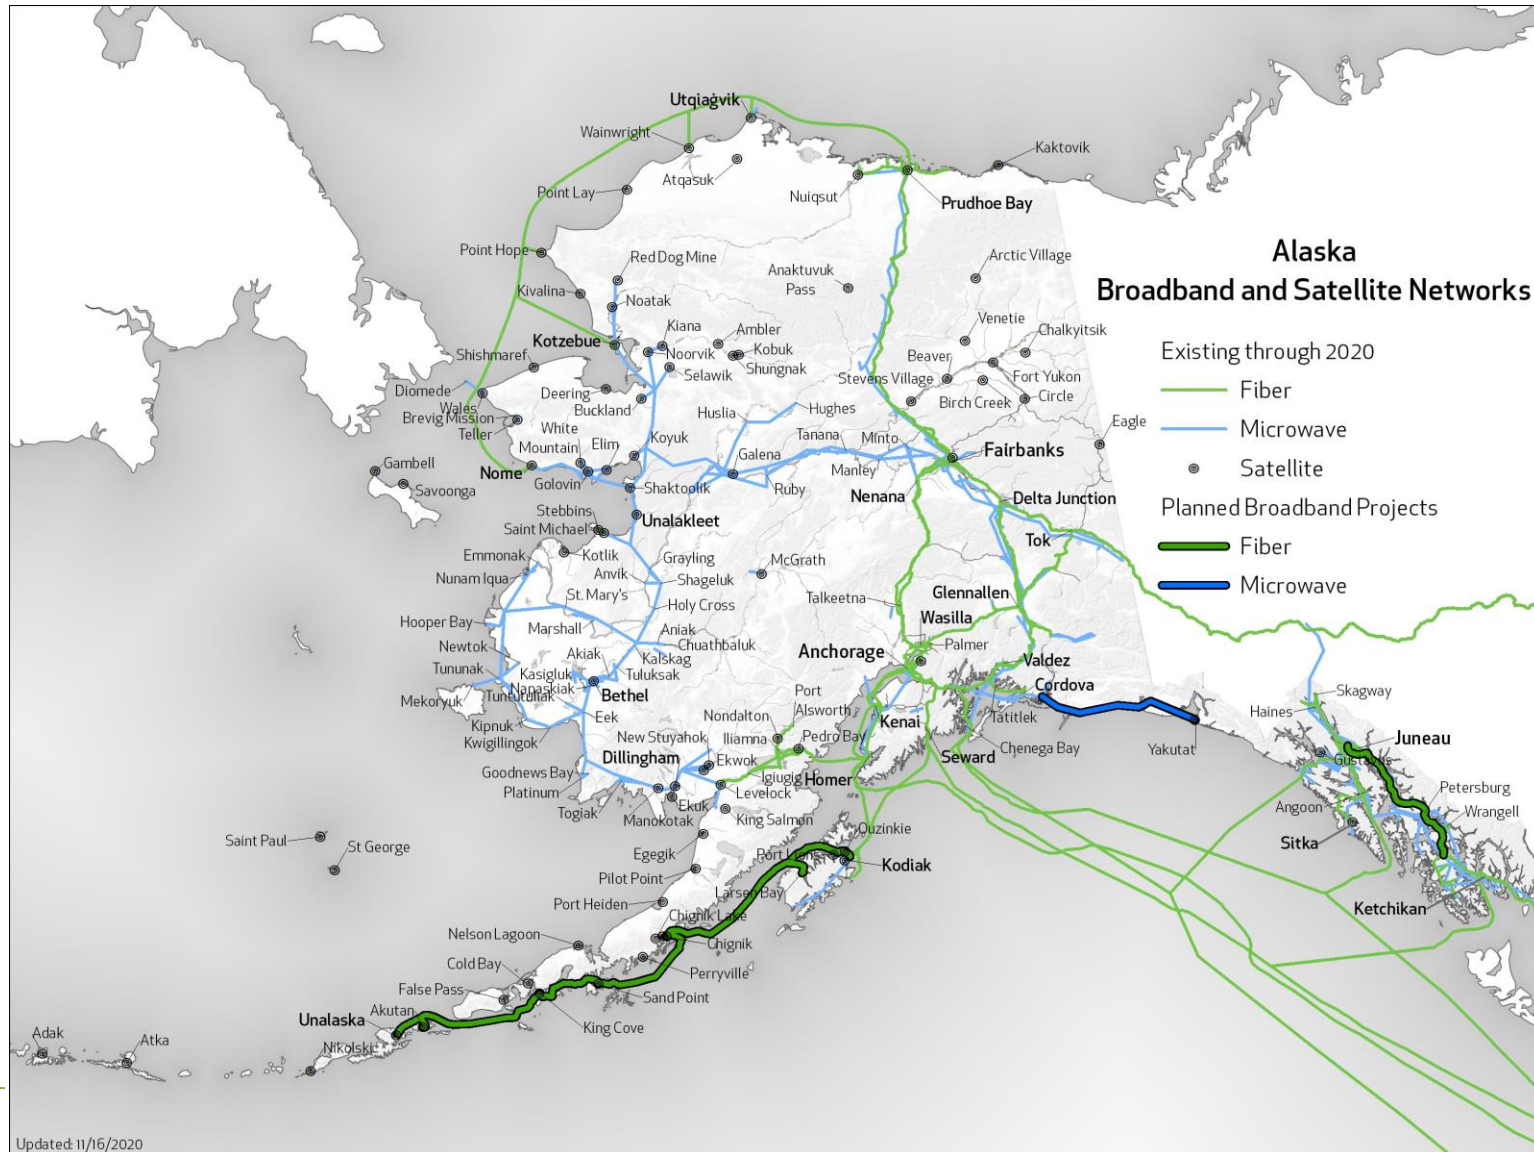 Utqiaġvik
Wainwright
Kaktovik
Atqasuk
Point Lay
Nuiqsut
Prudhoe Bay
Alaska
Broadband and Satellite Networks
Existing through 2020
Fiber
Microwave
Satellite
Planned Broadband Projects
Fiber
Microwave
Point Hope
Red Dog Mine
Anaktuvuk
Pass
Arctic Village
Kivalina
Noatak
Venetie
Chalkyitsik
Kiana
Ambler
Kotzebue
Noorvik
Kobuk
Beaver
Shishmaref
Selawik
Shungnak
Stevens Village
Fort Yukon
Diomede
Deering
Birch Creek
Circle
Wales
Buckland
Huslia
Hughes
Brevig Mission
Teller
White
Mountain
Elim
Koyuk
Tanana
Minto
Eagle
Galena
Fairbanks
Gambell
Nome
Manley
Savoonga
Golovin
Shaktoolik
Ruby
Nenana
Delta Junction
Stebbins
Saint Michael
Unalakleet
Tok
Emmonak
Kotlik
Grayling
McGrath
Nunam Iqua
Anvik
Shageluk
St. Mary's
Talkeetna
Glennallen
Holy Cross
Wasilla
Hooper Bay
Marshall
Aniak
Chuathbaluk
Palmer
Newtok
Akiak
Kalskag
Anchorage
Valdez
Tununak
Kasigluk
Tuluksak
Cordova
Napaskiak
Mekoryuk
Tuntutuliak
Bethel
Port
Alsworth
Skagway
Kipnuk
Eek
Nondalton
Kenai
Tatitlek
Haines
Kwigillingok
New Stuyahok
Iliamna
Pedro Bay
Chenega Bay
Yakutat
Juneau
Dillingham
Ekwok
Seward
Gustavus
Goodnews Bay
Igiugig
Homer
Platinum
Levelock
Petersburg
Togiak
Ekuk
Angoon
Wrangell
Manokotak
King Salmon
Sitka
Ouzinkie
Saint Paul
St George
Egegik
Port Lions
Kodiak
Pilot Point
Larsen Bay
Port Heiden
Ketchikan
Chignik Lake
Nelson Lagoon
Chignik
Cold Bay
Perryville
False Pass
Sand Point
Akutan
Unalaska
King Cove
Adak
Atka
Nikolski
Updated: 11/16/2020